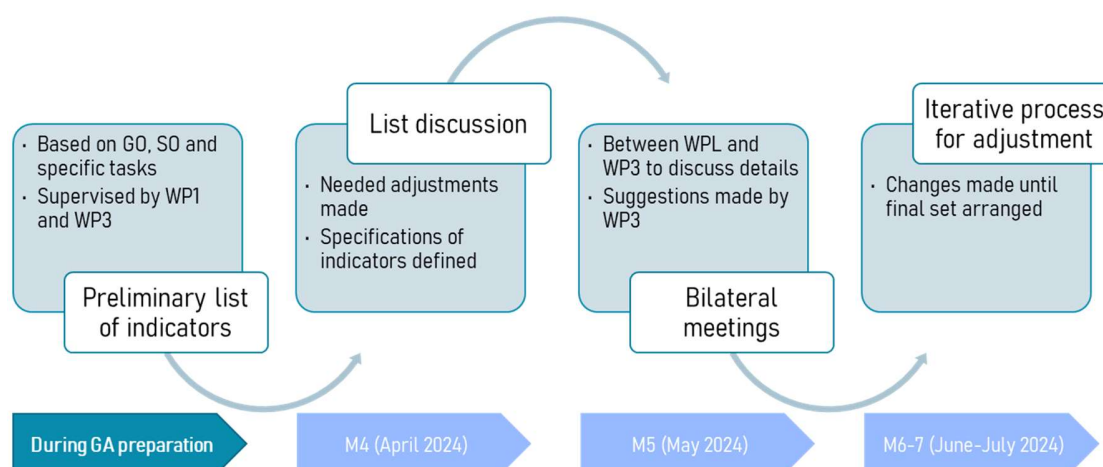 · Based on GO, SO and
specific tasks
· Supervised by WP1
and WP3
Preliminary list
of indicators
List discussion
· Needed adjustments
made
· Specifications of
indicators defined
· Between WPL and
WP3 to discuss details
· Suggestions made by
WP3
Bilateral
meetings
Iterative process
for adjustment
· Changes made until
final set arranged
During GA preparation
M4 (April 2024)
M5 (May 2024)
M6-7 (June-July 2024)